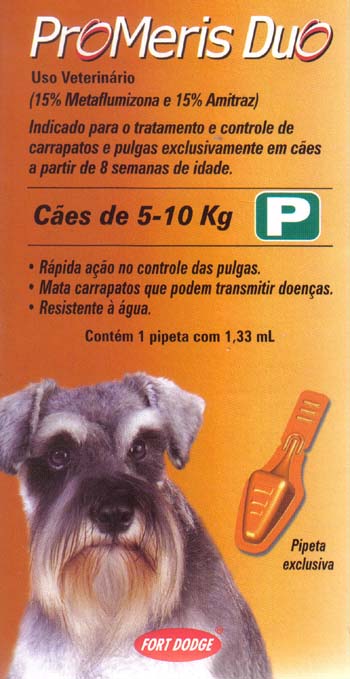 ProMeris Duo
Uso Veterinário
(15% Metaflumizona e 15% Amitraz)
Indicado para o tratamento e controle de
carrapatos e pulgas exclusivamente em cães
a partir de 8 semanas de idade.
Cães de 5-10 Kg P
• Rápida ação no controle das pulgas.
• Mata carrapatos que podem transmitir doenças.
• Resistente à água.
Contém 1 pipeta com 1,33 mL
Pipeta
exclusiva
FORT DODGE ®